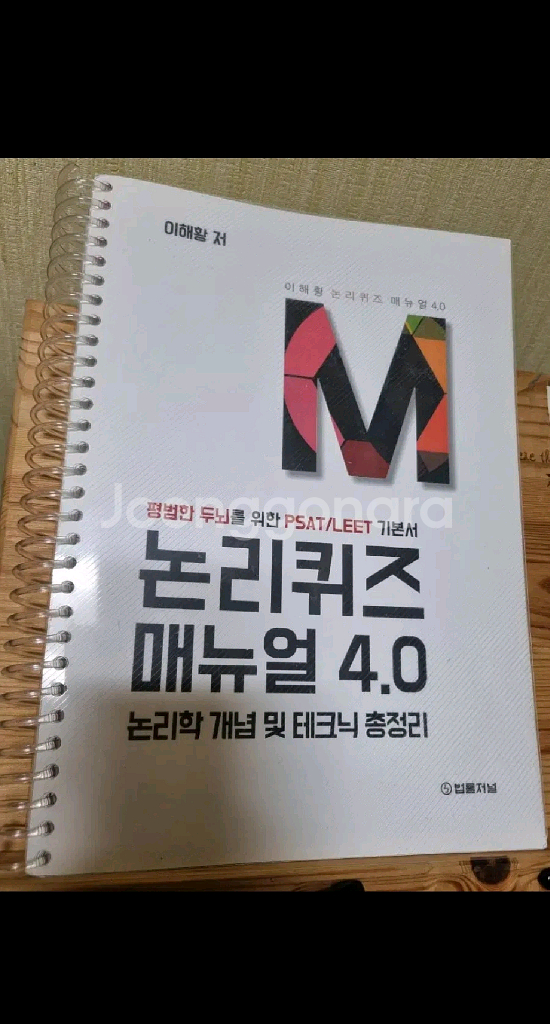 이해황 저
이해황 논리퀴즈 매뉴얼 4.0
M
평범한 두뇌를 위한 PSAT/LEET 기본서
논리퀴즈
매뉴얼 4.0
논리학 개념 및 테크닉 총정리
법률저널
Joonggonara